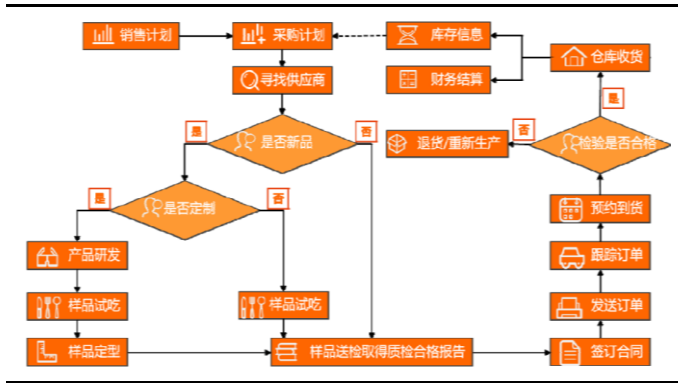 销售计划
采购计划
库存信息
仓库收货
寻找供应商
财务结算
是
是
否
否
是否新品
退货/重新生产
检验是否合格
是
否
是否定制
预约到货
产品研发
跟踪订单
样品试吃
样品试吃
发送订单
样品定型
样品送检取得质检合格报告
签订合同